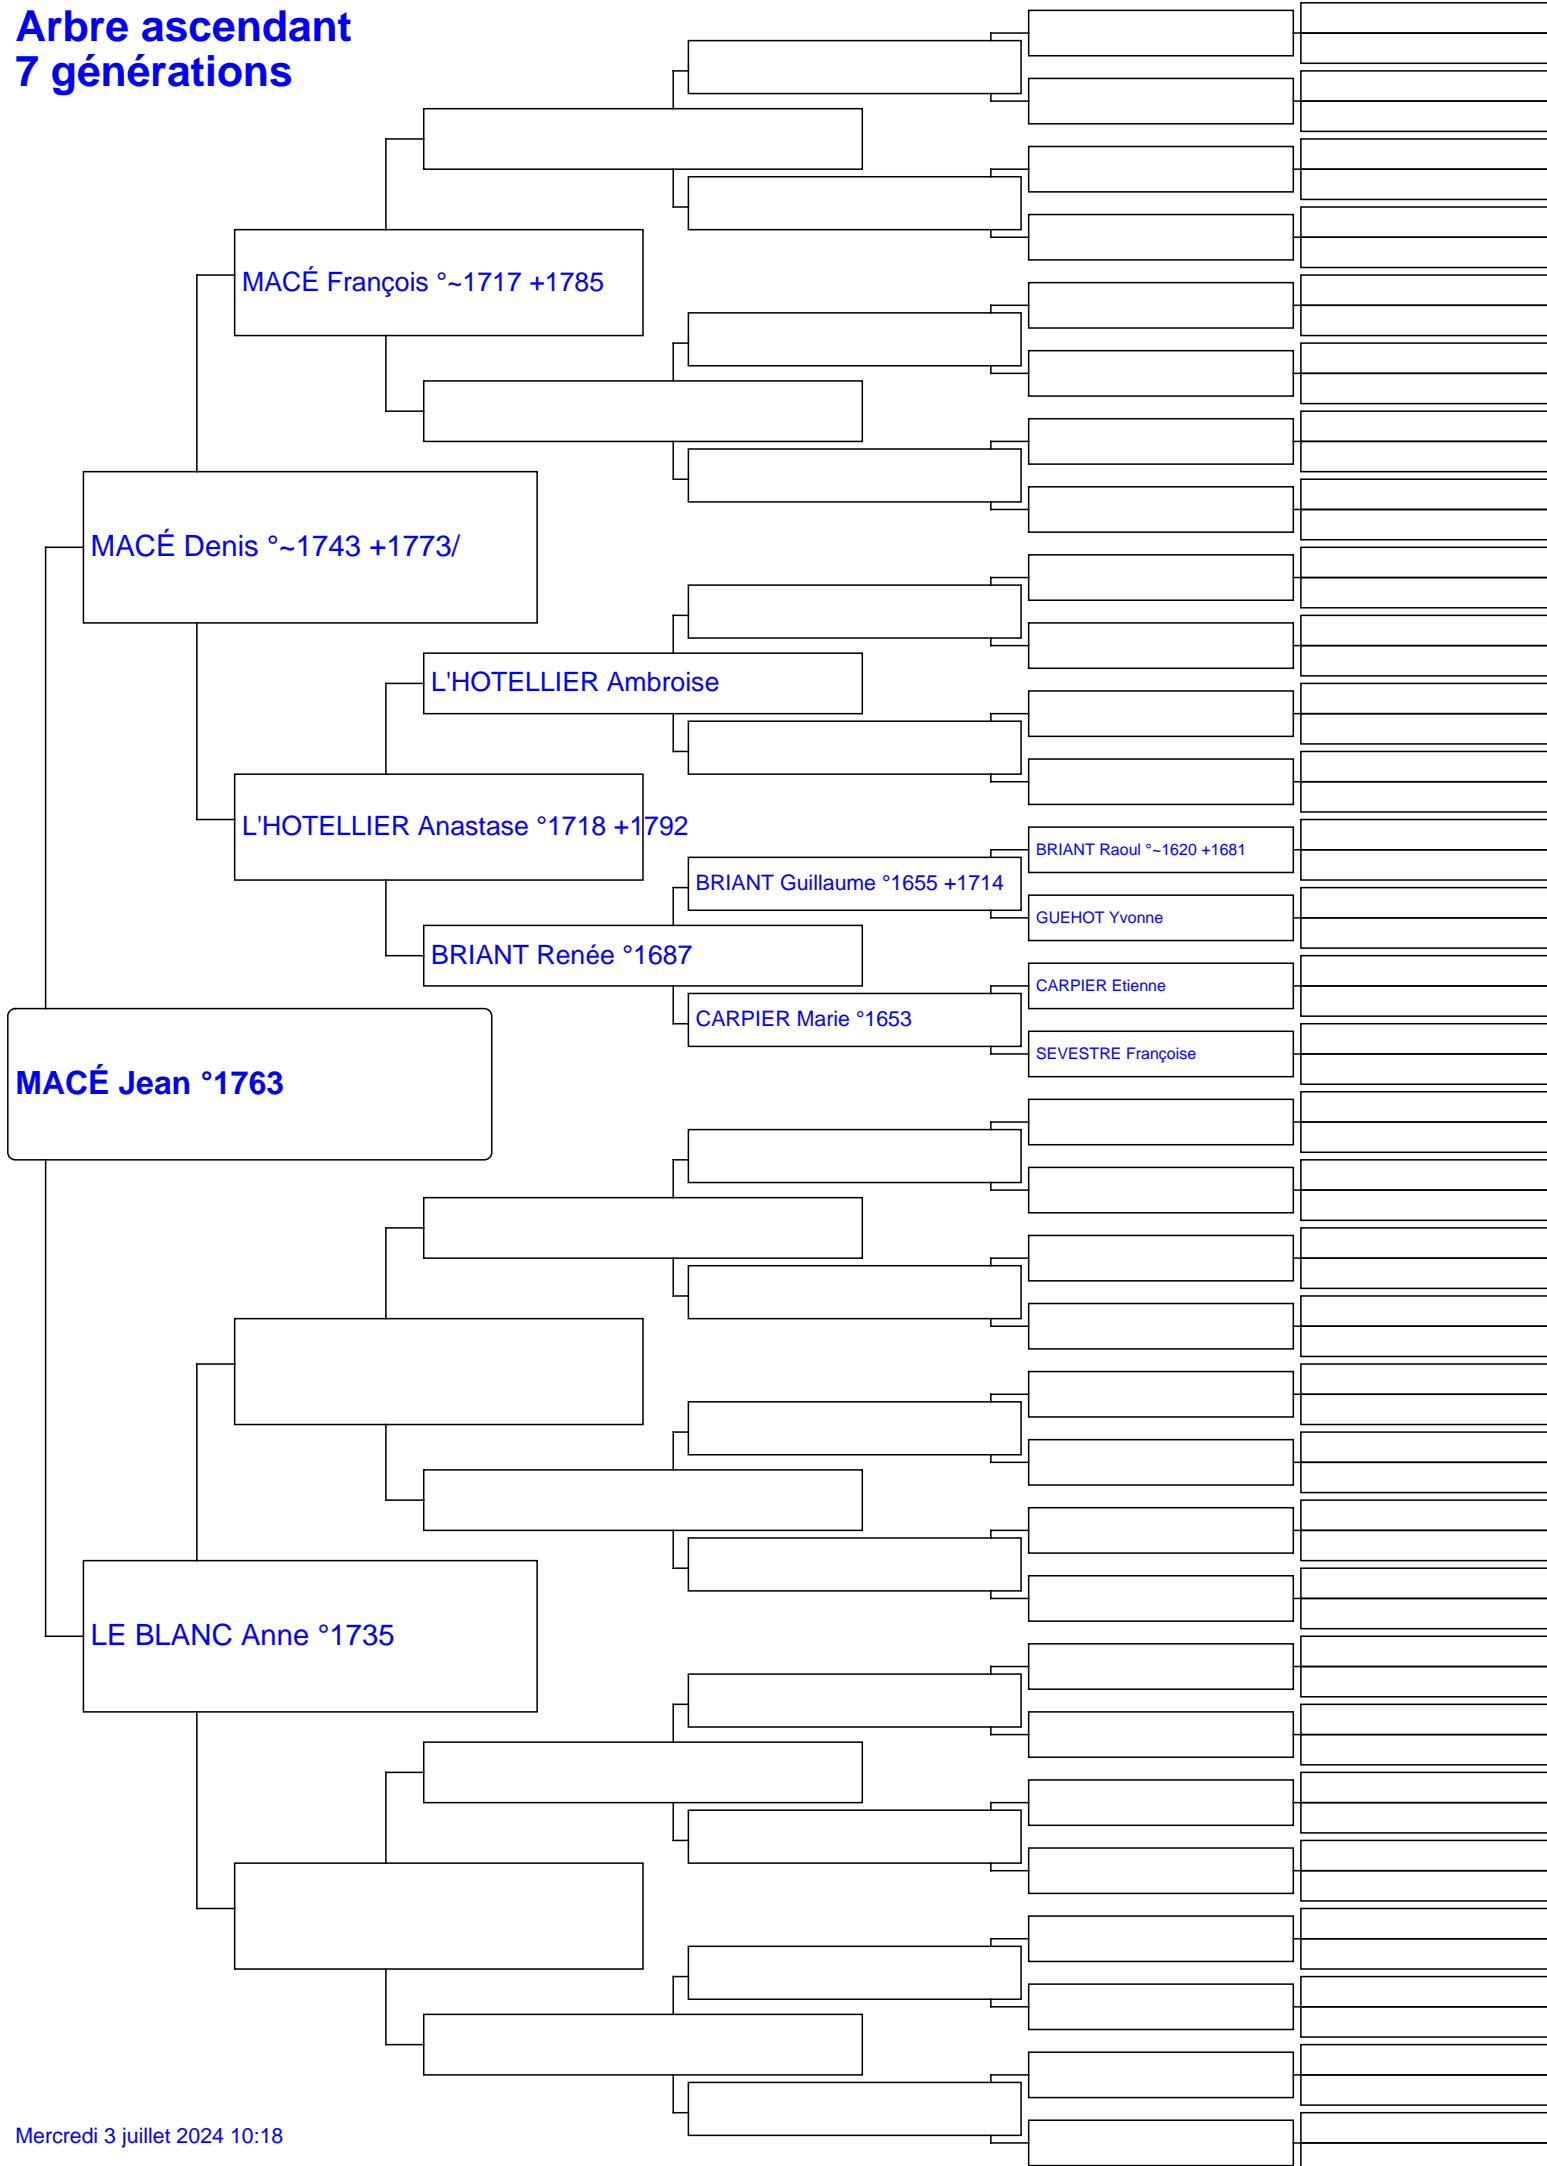 Arbre ascendant
7 générations
MACÉ François °~1717 +1785
MACÉ Denis °~1743 +1773/
L'HOTELLIER Ambroise
L'HOTELLIER Anastase °1718 +1792
BRIANT Raoul °~1620 +1681
BRIANT Guillaume °1655 +1714
GUEHOT Yvonne
BRIANT Renée °1687
CARPIER Etienne
CARPIER Marie °1653
SEVESTRE Françoise
MACÉ Jean °1763
LE BLANC Anne °1735
Mercredi 3 juillet 2024 10:18